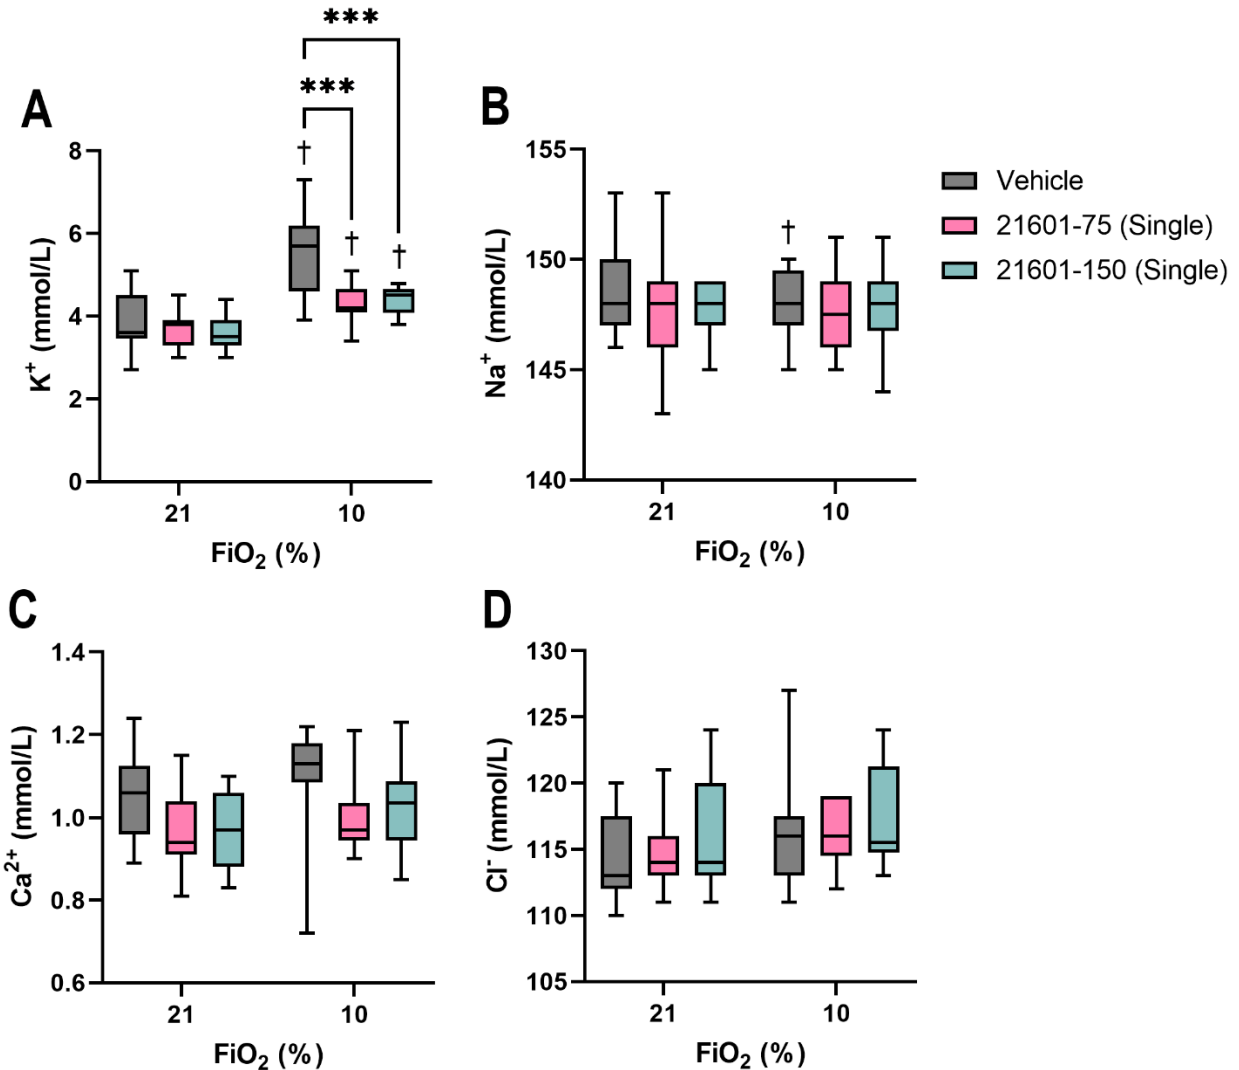 ***
***
A
K⁺ (mmol/L)
8
6
4
2
0
†
†
†
21
10
FiO₂ (%)
B
Na⁺ (mmol/L)
155
150
145
140
†
21
10
FiO₂ (%)
Vehicle
21601-75 (Single)
21601-150 (Single)
C
Ca²⁺ (mmol/L)
1.4
1.2
1.0
0.8
0.6
21
10
FiO₂ (%)
D
Cl⁻ (mmol/L)
130
125
120
115
110
105
21
10
FiO₂ (%)